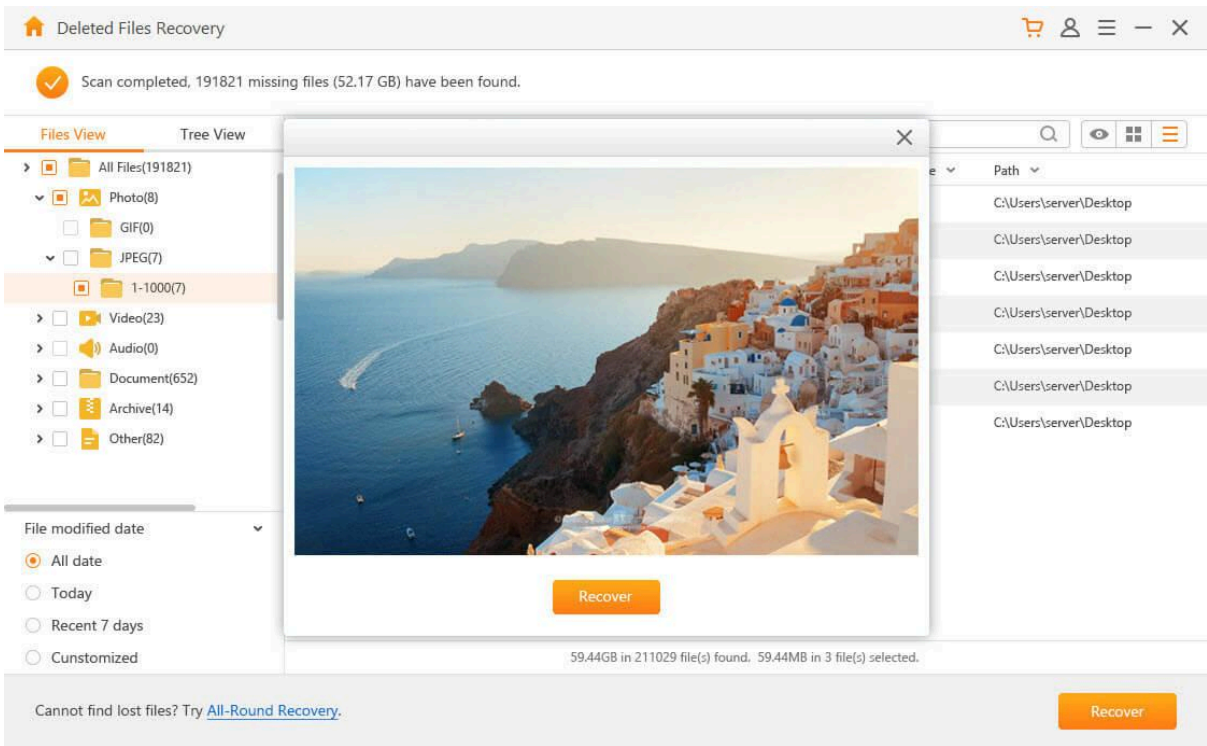 Deleted Files Recovery
Scan completed, 191821 missing files (52.17 GB) have been found.
Files View Tree View
All Files(191821)
Photo(8)
GIF(0)
JPEG(7)
1-1000(7)
Video(23)
Audio(0)
Document(652)
Archive(14)
Other(82)
File modified date
All date
Today
Recent 7 days
Cunstomized
Recover
e Path
C:\Users\server\Desktop
C:\Users\server\Desktop
C:\Users\server\Desktop
C:\Users\server\Desktop
C:\Users\server\Desktop
C:\Users\server\Desktop
C:\Users\server\Desktop
59.44GB in 211029 file(s) found. 59.44MB in 3 file(s) selected.
Cannot find lost files? Try All-Round Recovery.
Recover